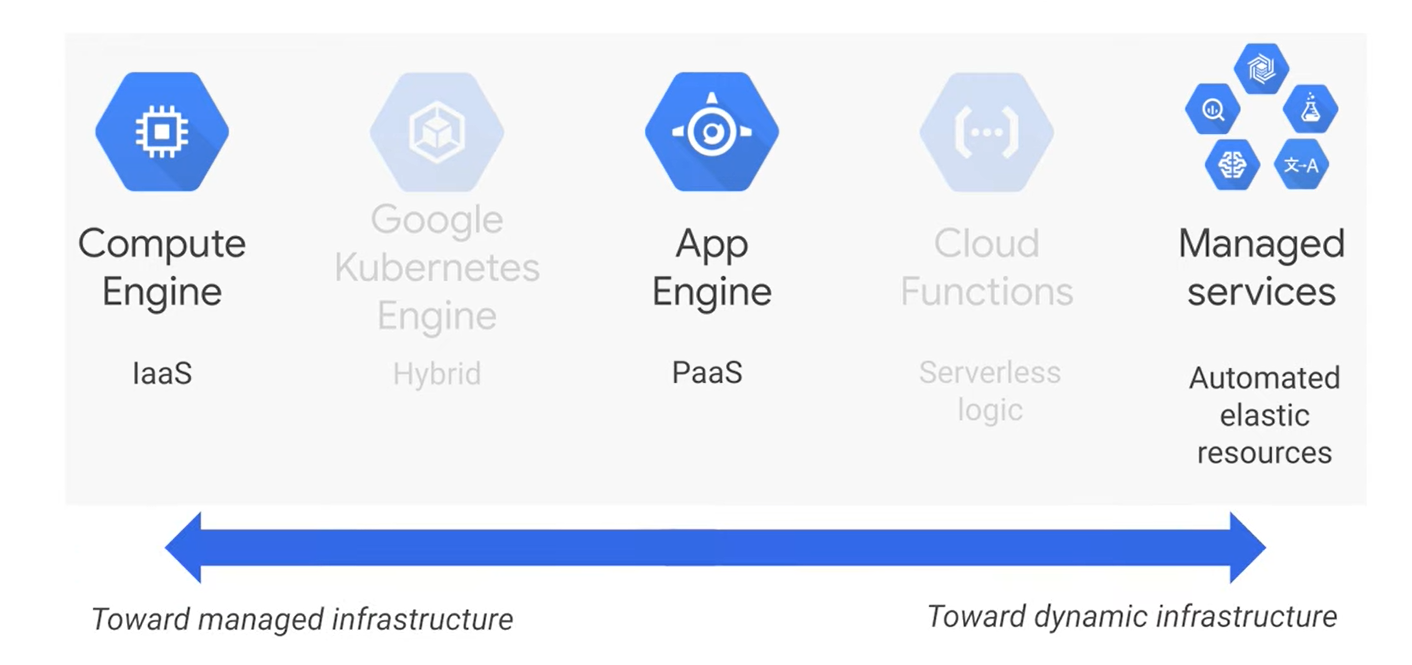 文→A
Compute
Engine
IaaS
Google
Kubernetes
Engine
Hybrid
App
Engine
PaaS
Cloud
Functions
Serverless
logic
Managed
services
Automated
elastic
resources
Toward managed infrastructure
Toward dynamic infrastructure